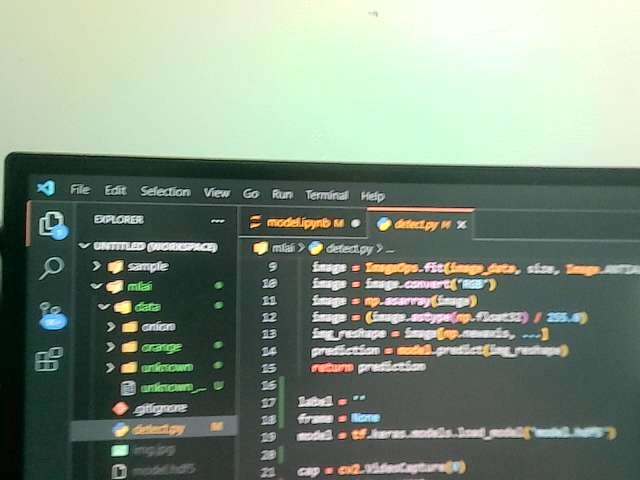 File Edit Selection View Go Run Terminal Help
EXPLORER ...
UNTITLED (WORKSPACE)
sample
mlai
data
onion
orange
unknown
unknown_... U
.gitignore
detect.py M
img.jpg
model.hdf5
model.ipynb M
detect.py M
mlai > detect.py > ...
9 image = ImageOps.fit(image_data, size, Image.ANTIA
10 image = image.convert("RGB")
11 image = np.asarray(image)
12 image = (image.astype(np.float32) / 255.0)
13 img_reshape = image[np.newaxis, ...]
14 prediction = model.predict(img_reshape)
15 return prediction
16
17 label = ""
18 frame = None
19 model = tf.keras.models.load_model("model.hdf5")
20
21 cap = cv2.VideoCapture(0)